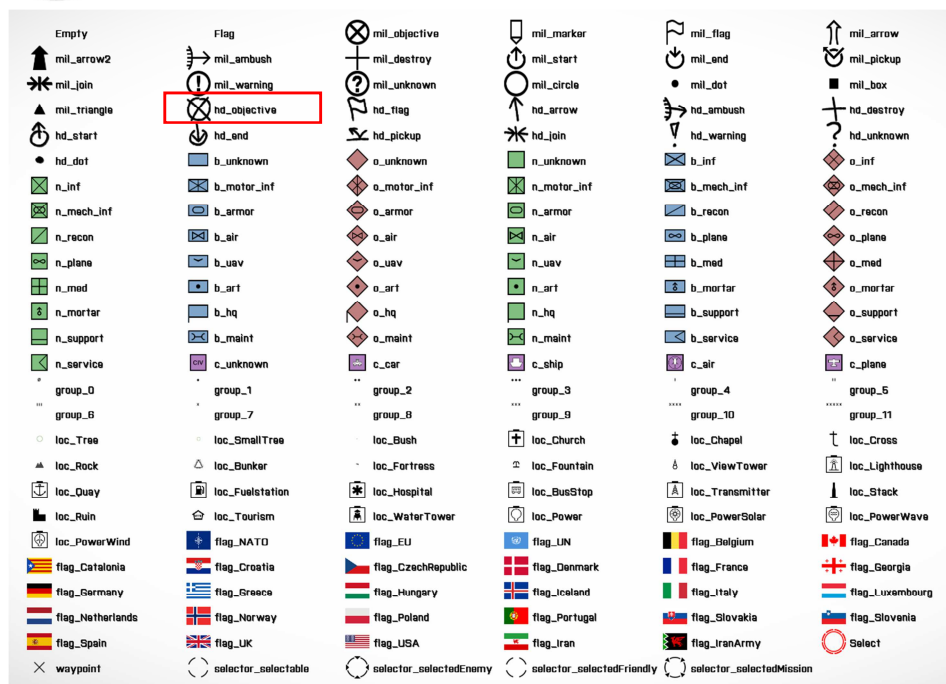 Empty Flag mil_objective mil_marker mil_flag mil_arrow
mil_arrow2 mil_ambush mil_destroy mil_start mil_end mil_pickup
mil_join mil_warning mil_unknown mil_circle mil_dot mil_box
mil_triangle hd_objective hd_flag hd_arrow hd_ambush hd_destroy
hd_start hd_end hd_pickup hd_join hd_warning hd_unknown
hd_dot b_unknown o_unknown n_unknown b_inf o_inf
n_inf b_motor_inf o_motor_inf n_motor_inf b_mech_inf o_mech_inf
n_mech_inf b_armor o_armor n_armor b_recon o_recon
n_recon b_air o_air n_air b_plane o_plane
n_plane b_uav o_uav n_uav b_med o_med
n_med b_art o_art n_art b_mortar o_mortar
n_mortar b_hq o_hq n_hq b_support o_support
n_support b_maint o_maint n_maint b_service o_service
n_service CIV c_unknown c_car c_ship c_air c_plane
group_0 group_1 group_2 group_3 group_4 group_5
group_6 group_7 group_8 group_9 group_10 group_11
loc_Tree loc_SmallTree loc_Bush loc_Church loc_Chapel loc_Cross
loc_Rock loc_Bunker loc_Fortress loc_Fountain loc_ViewTower loc_Lighthouse
loc_Quay loc_Fuelstation loc_Hospital loc_BusStop loc_Transmitter loc_Stack
loc_Ruin loc_Tourism loc_WaterTower loc_Power loc_PowerSolar loc_PowerWave
loc_PowerWind flag_NATO flag_EU flag_UN flag_Belgium flag_Canada
flag_Catalonia flag_Croatia flag_CzechRepublic flag_Denmark flag_France flag_Georgia
flag_Germany flag_Greece flag_Hungary flag_Iceland flag_Italy flag_Luxembourg
flag_Netherlands flag_Norway flag_Poland flag_Portugal flag_Slovakia flag_Slovenia
flag_Spain flag_UK flag_USA flag_Iran flag_IranArmy Select
waypoint selector_selectable selector_selectedEnemy selector_selectedFriendly selector_selectedMission